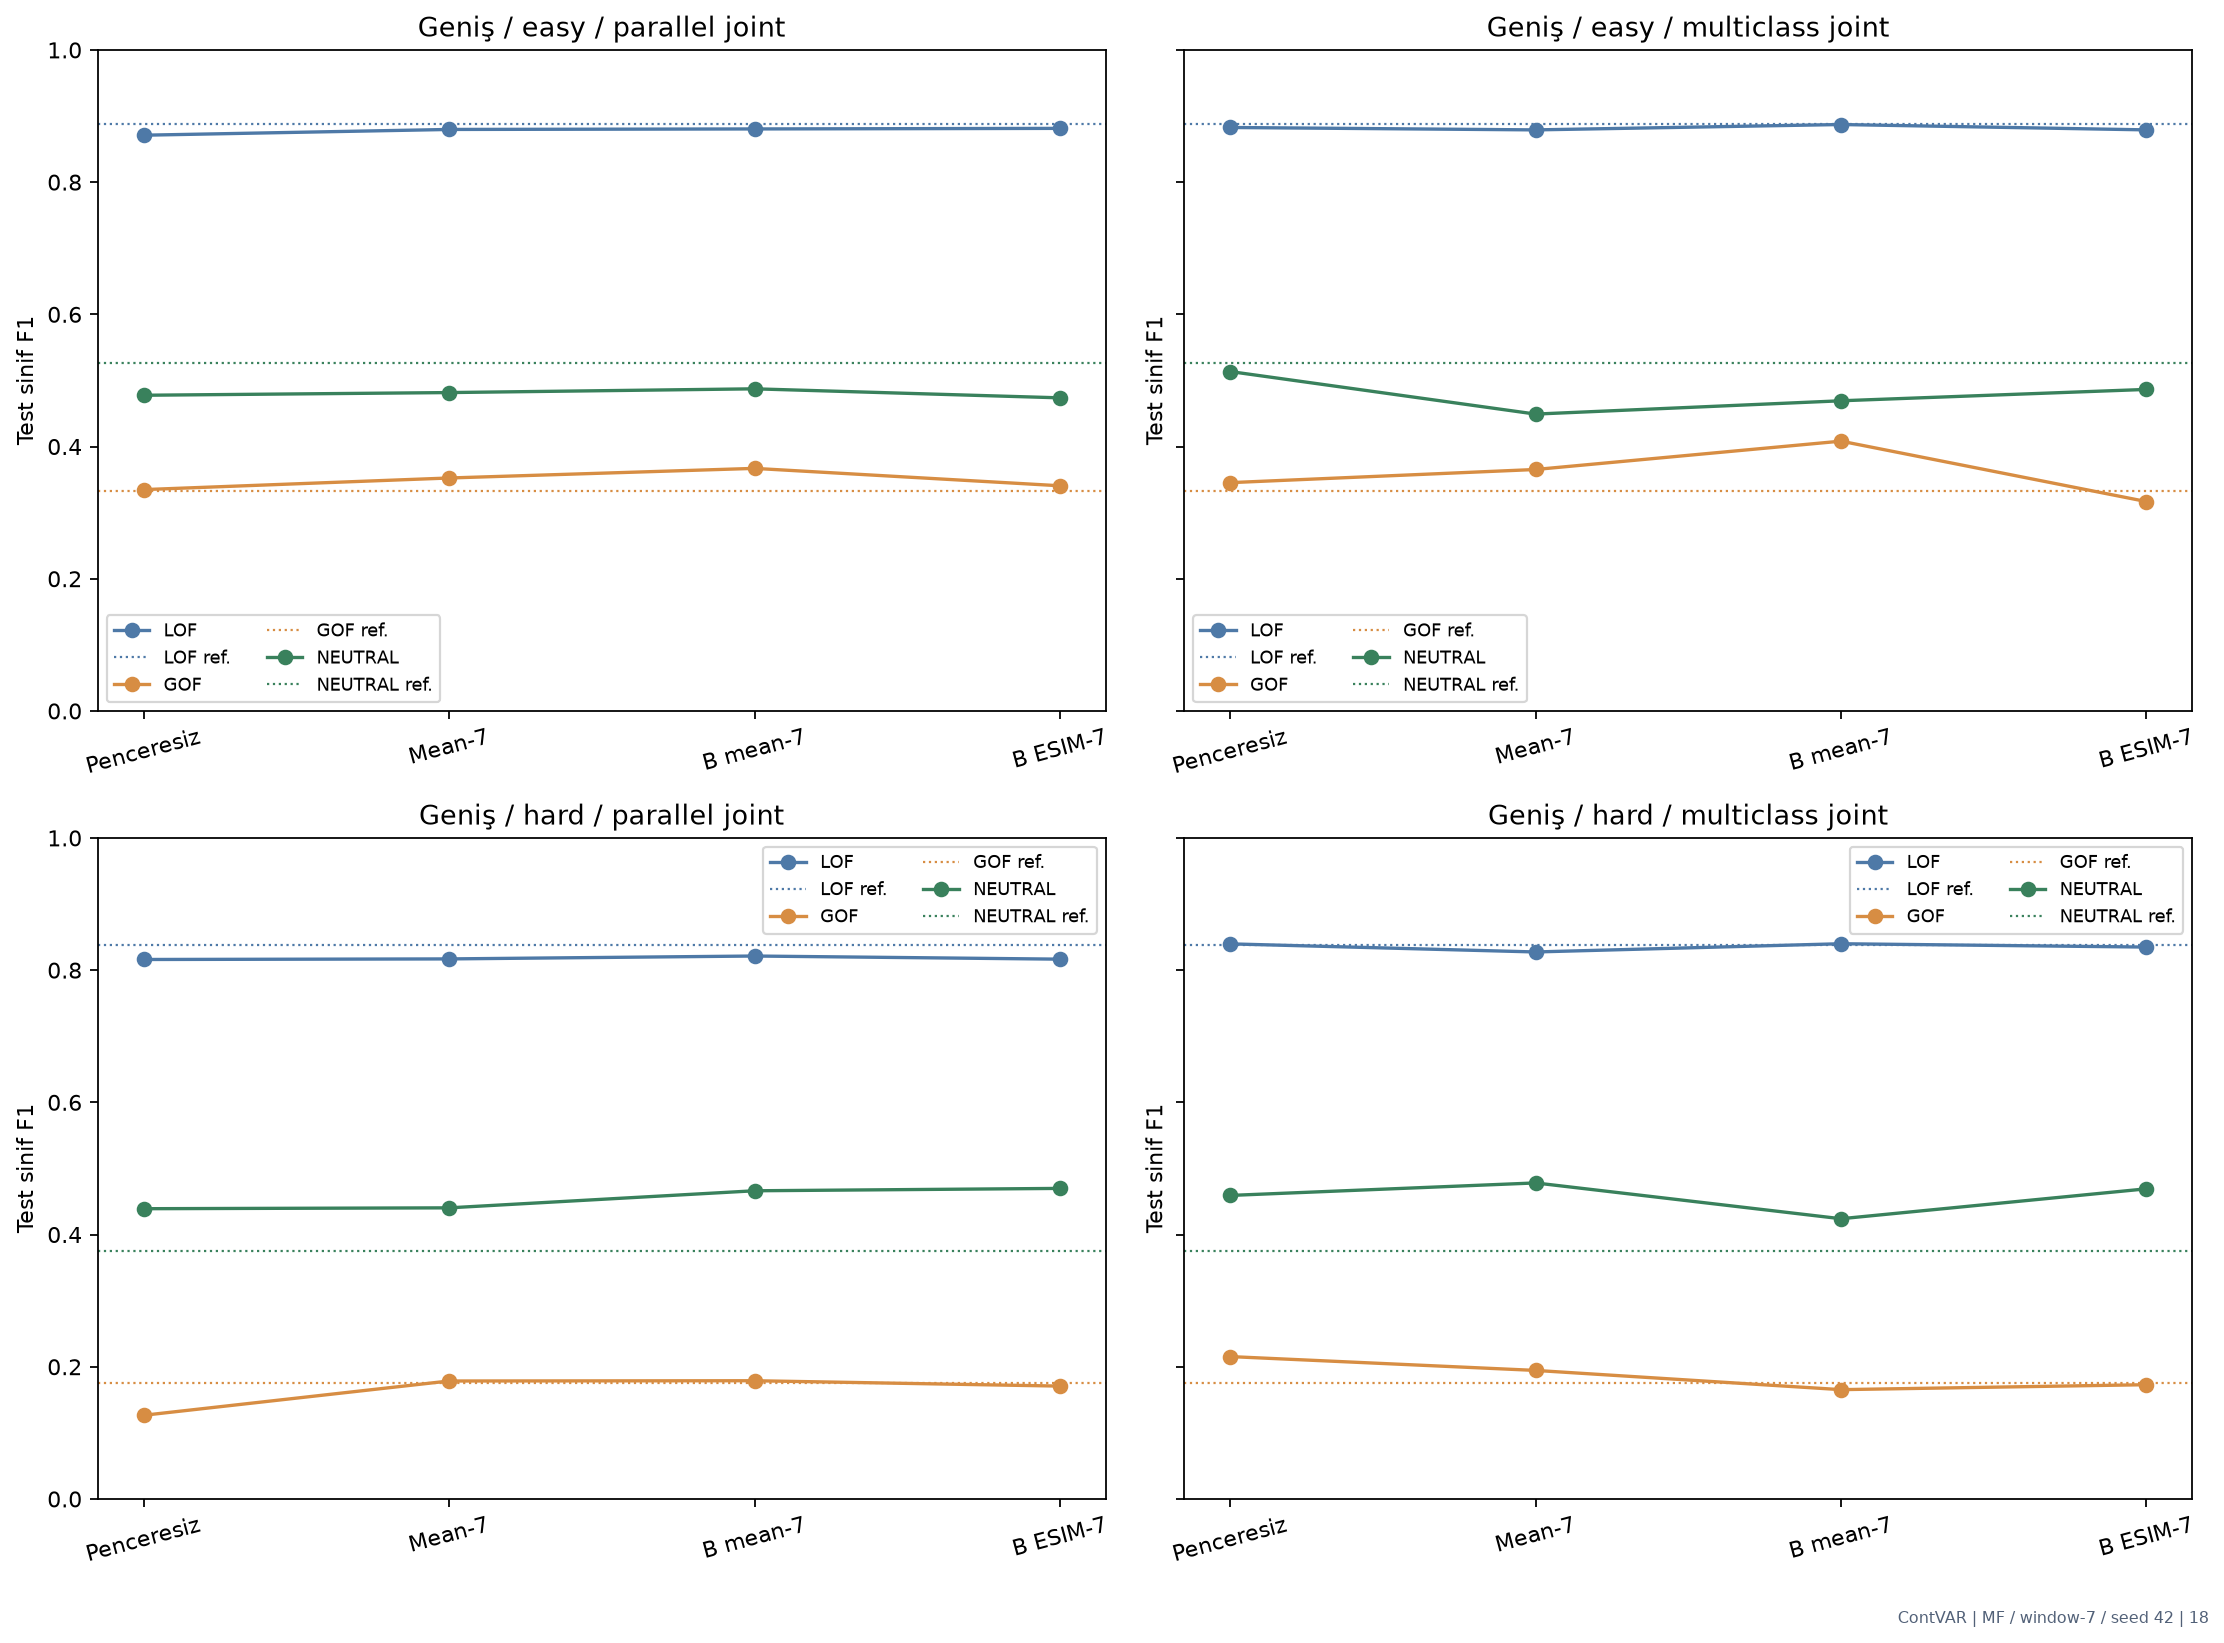 Geniş / easy / parallel joint
Test sinif F1
1.0
0.8
0.6
0.4
0.2
0.0
LOF
LOF ref.
GOF
GOF ref.
NEUTRAL
NEUTRAL ref.
Penceresiz
Mean-7
B mean-7
B ESIM-7
Geniş / easy / multiclass joint
Test sinif F1
LOF
LOF ref.
GOF
GOF ref.
NEUTRAL
NEUTRAL ref.
Penceresiz
Mean-7
B mean-7
B ESIM-7
Geniş / hard / parallel joint
Test sinif F1
1.0
0.8
0.6
0.4
0.2
0.0
LOF
LOF ref.
GOF
GOF ref.
NEUTRAL
NEUTRAL ref.
Penceresiz
Mean-7
B mean-7
B ESIM-7
Geniş / hard / multiclass joint
Test sinif F1
LOF
LOF ref.
GOF
GOF ref.
NEUTRAL
NEUTRAL ref.
Penceresiz
Mean-7
B mean-7
B ESIM-7
ContVAR | MF / window-7 / seed 42 | 18